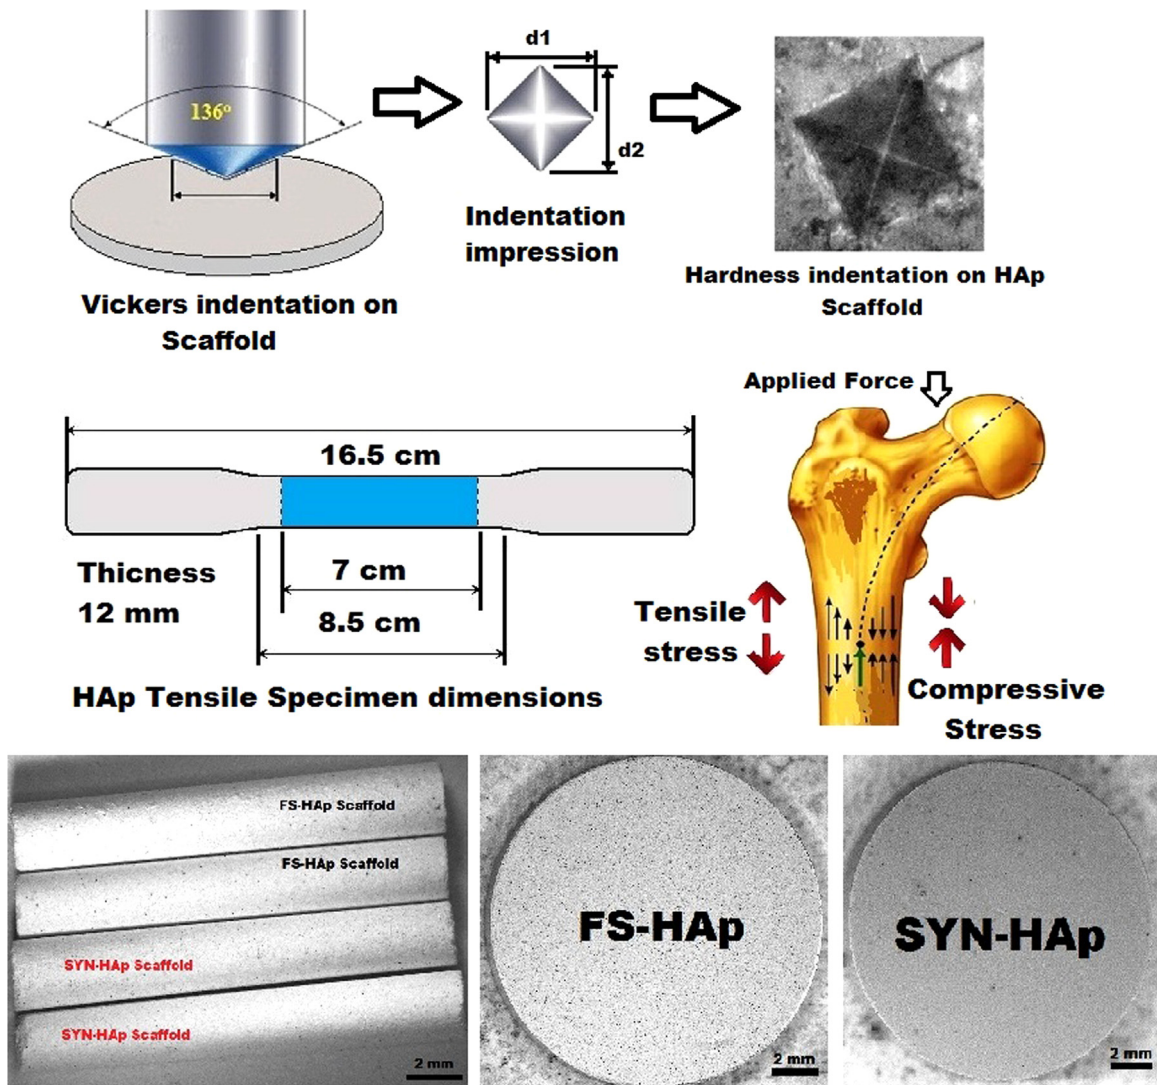 136°
Vickers indentation on
Scaffold
d1
d2
Indentation
impression
Hardness indentation on HAp
Scaffold
16.5 cm
Thicness
12 mm
7 cm
8.5 cm
HAp Tensile Specimen dimensions
Applied Force
Tensile
stress
Compressive
Stress
FS-HAp Scaffold
FS-HAp Scaffold
SYN-HAp Scaffold
SYN-HAp Scaffold
2 mm
FS-HAp
2 mm
SYN-HAp
2 mm